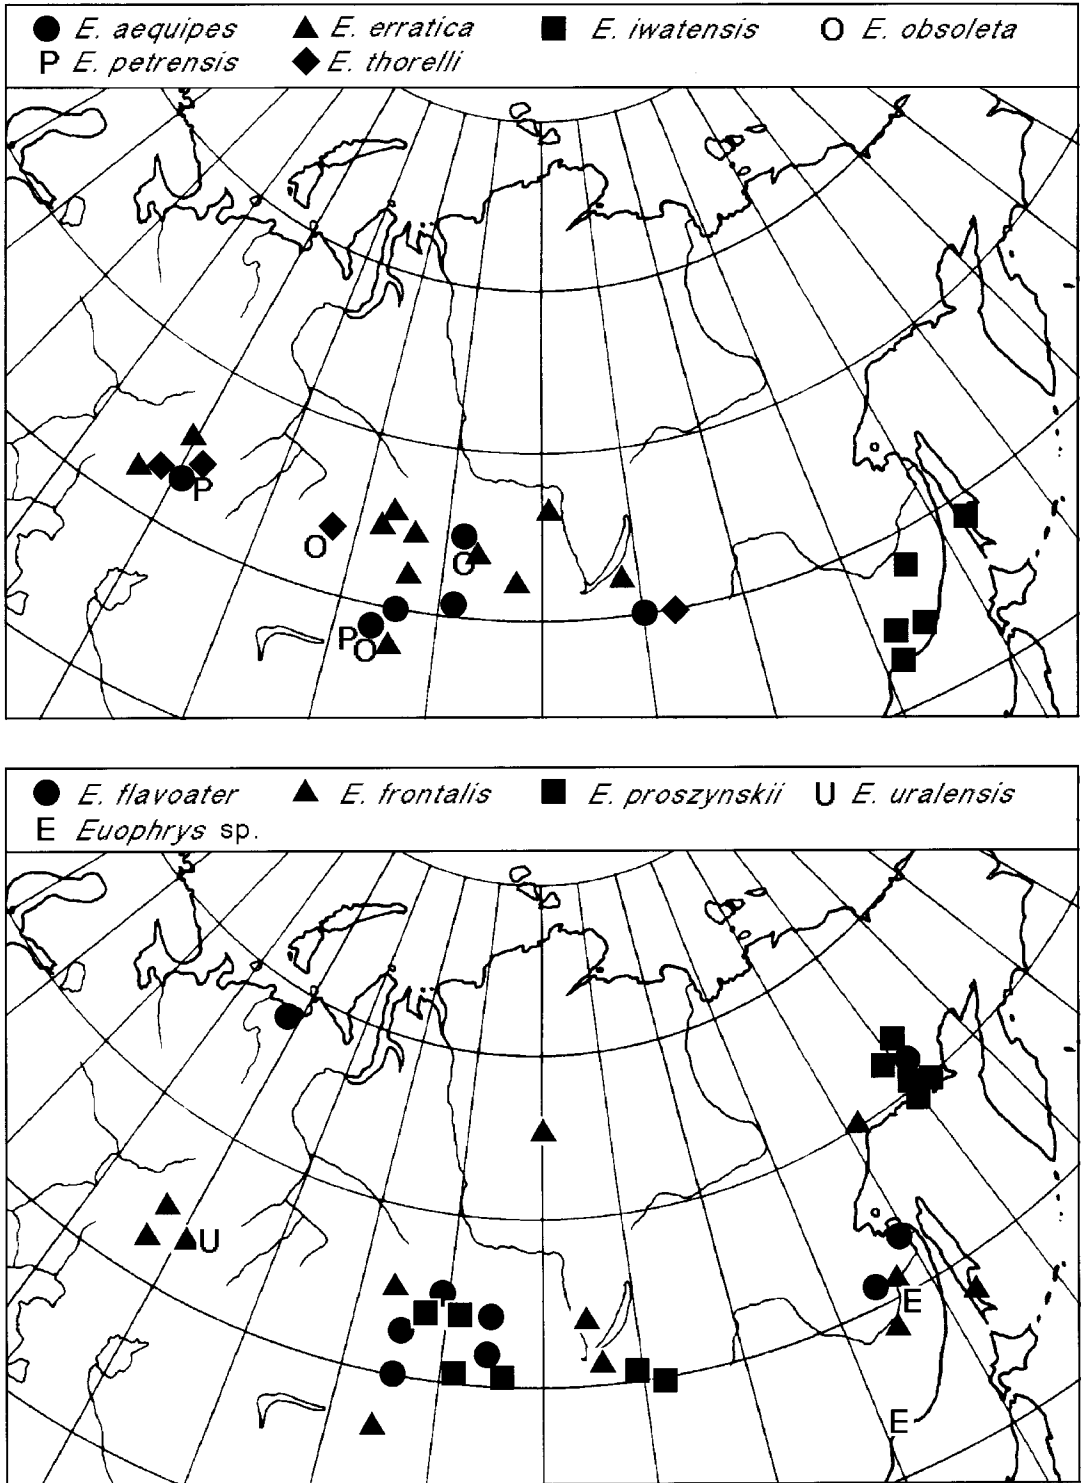 E. aequipes E. erratica E. iwatensis O E. obsoleta
P E. petrensis E. thorelli
P
O
O
P
O
E. flavoater E. frontalis E. proszynskii U E. uralensis
E Euophrys sp.
U
E
E